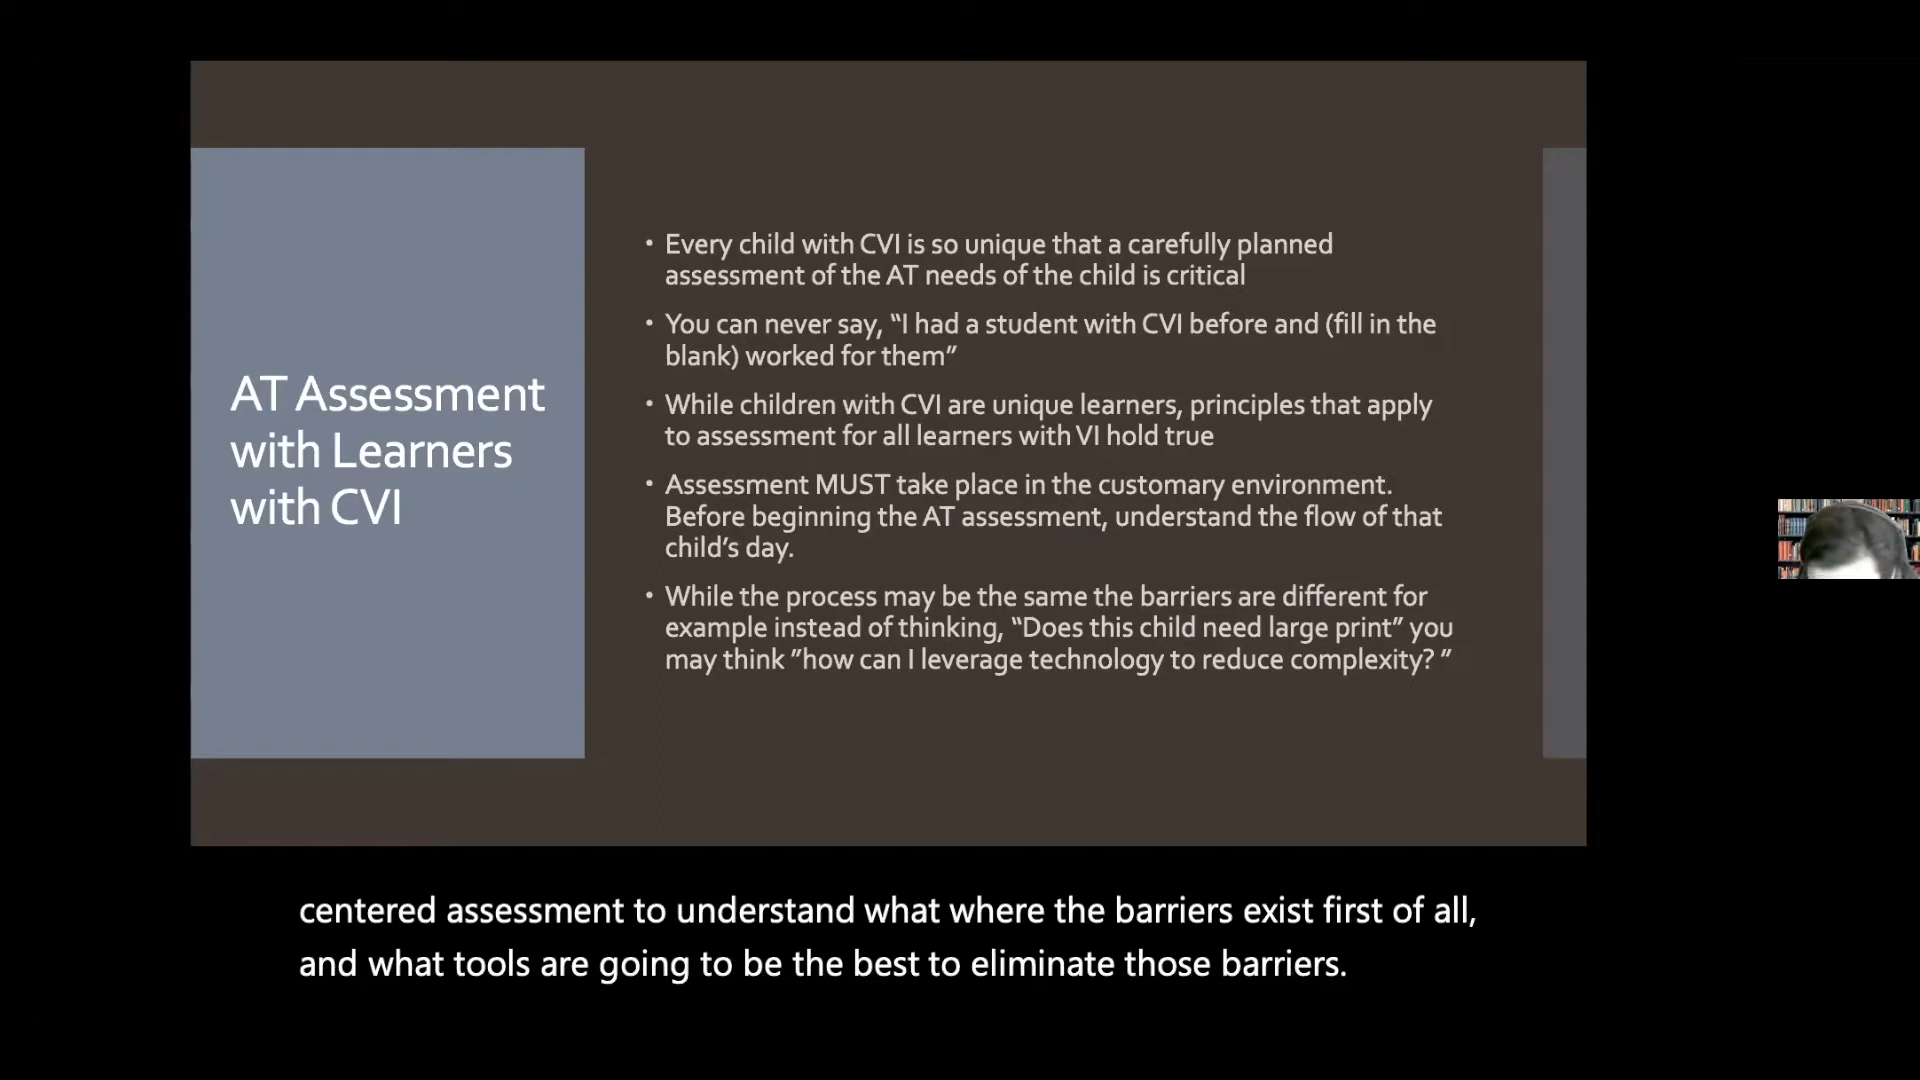 AT Assessment
with Learners
with CVI
• Every child with CVI is so unique that a carefully planned
assessment of the AT needs of the child is critical
• You can never say, “I had a student with CVI before and (fill in the
blank) worked for them”
• While children with CVI are unique learners, principles that apply
to assessment for all learners with VI hold true
• Assessment MUST take place in the customary environment.
Before beginning the AT assessment, understand the flow of that
child’s day.
• While the process may be the same the barriers are different for
example instead of thinking, “Does this child need large print” you
may think ”how can I leverage technology to reduce complexity? ”
centered assessment to understand what where the barriers exist first of all,
and what tools are going to be the best to eliminate those barriers.